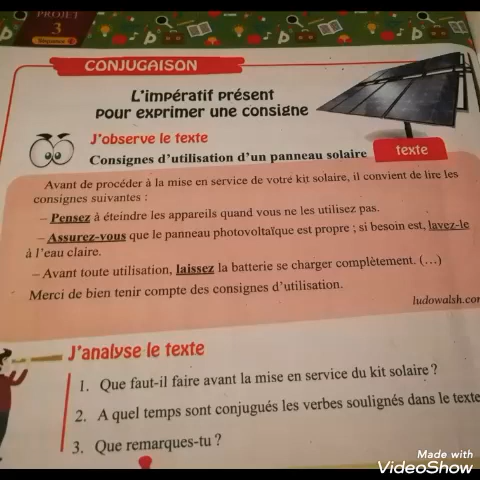 PROJET
3
Séquence
CONJUGAISON
L'impératif présent
pour exprimer une consigne
J'observe le texte
Consignes d'utilisation d'un panneau solaire
texte
Avant de procéder à la mise en service de votre kit solaire, il convient de lire les
consignes suivantes :
– Pensez à éteindre les appareils quand vous ne les utilisez pas.
– Assurez-vous que le panneau photovoltaïque est propre ; si besoin est, lavez-le
à l'eau claire.
– Avant toute utilisation, laissez la batterie se charger complètement. (…)
Merci de bien tenir compte des consignes d'utilisation.
ludowalsh.com
J'analyse le texte
1. Que faut-il faire avant la mise en service du kit solaire ?
2. A quel temps sont conjugués les verbes soulignés dans le texte
3. Que remarques-tu ?
Made with
VideoShow